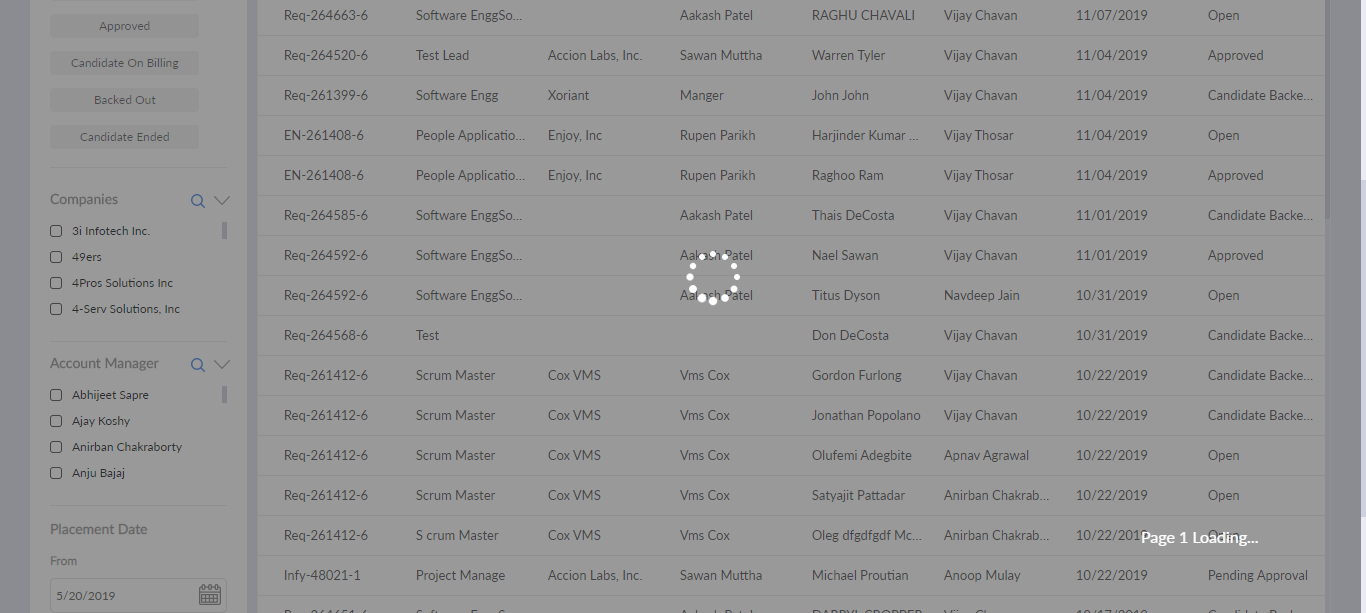 Approved
Candidate On Billing
Backed Out
Candidate Ended
Companies
3i Infotech Inc.
49ers
4Pros Solutions Inc
4-Serv Solutions, Inc
Account Manager
Abhijeet Sapre
Ajay Koshy
Anirban Chakraborty
Anju Bajaj
Placement Date
From
5/20/2019
Req-264663-6 Software EnggSo... Aakash Patel RAGHU CHAVALI Vijay Chavan 11/07/2019 Open
Req-264520-6 Test Lead Accion Labs, Inc. Sawan Muttha Warren Tyler Vijay Chavan 11/04/2019 Approved
Req-261399-6 Software Engg Xoriant Manger John John Vijay Chavan 11/04/2019 Candidate Backe...
EN-261408-6 People Applicatio... Enjoy, Inc Rupen Parikh Harjinder Kumar ... Vijay Thosar 11/04/2019 Open
EN-261408-6 People Applicatio... Enjoy, Inc Rupen Parikh Raghoo Ram Vijay Thosar 11/04/2019 Approved
Req-264585-6 Software EnggSo... Aakash Patel Thais DeCosta Vijay Chavan 11/01/2019 Candidate Backe...
Req-264592-6 Software EnggSo... Aakash Patel Nael Sawan Vijay Chavan 11/01/2019 Approved
Req-264592-6 Software EnggSo... Aakash Patel Titus Dyson Navdeep Jain 10/31/2019 Open
Req-264568-6 Test Don DeCosta Vijay Chavan 10/31/2019 Candidate Backe...
Req-261412-6 Scrum Master Cox VMS Vms Cox Gordon Furlong Vijay Chavan 10/22/2019 Candidate Backe...
Req-261412-6 Scrum Master Cox VMS Vms Cox Jonathan Popolano Vijay Chavan 10/22/2019 Candidate Backe...
Req-261412-6 Scrum Master Cox VMS Vms Cox Olufemi Adegbite Apnav Agrawal 10/22/2019 Open
Req-261412-6 Scrum Master Cox VMS Vms Cox Satyajit Pattadar Anirban Chakrab... 10/22/2019 Open
Req-261412-6 S crum Master Cox VMS Vms Cox Oleg dfgdfgdf Mc... Anirban Chakrab... 10/22/2019 Open
Page 1 Loading...
Infy-48021-1 Project Manage Accion Labs, Inc. Sawan Muttha Michael Proutian Anoop Mulay 10/22/2019 Pending Approval